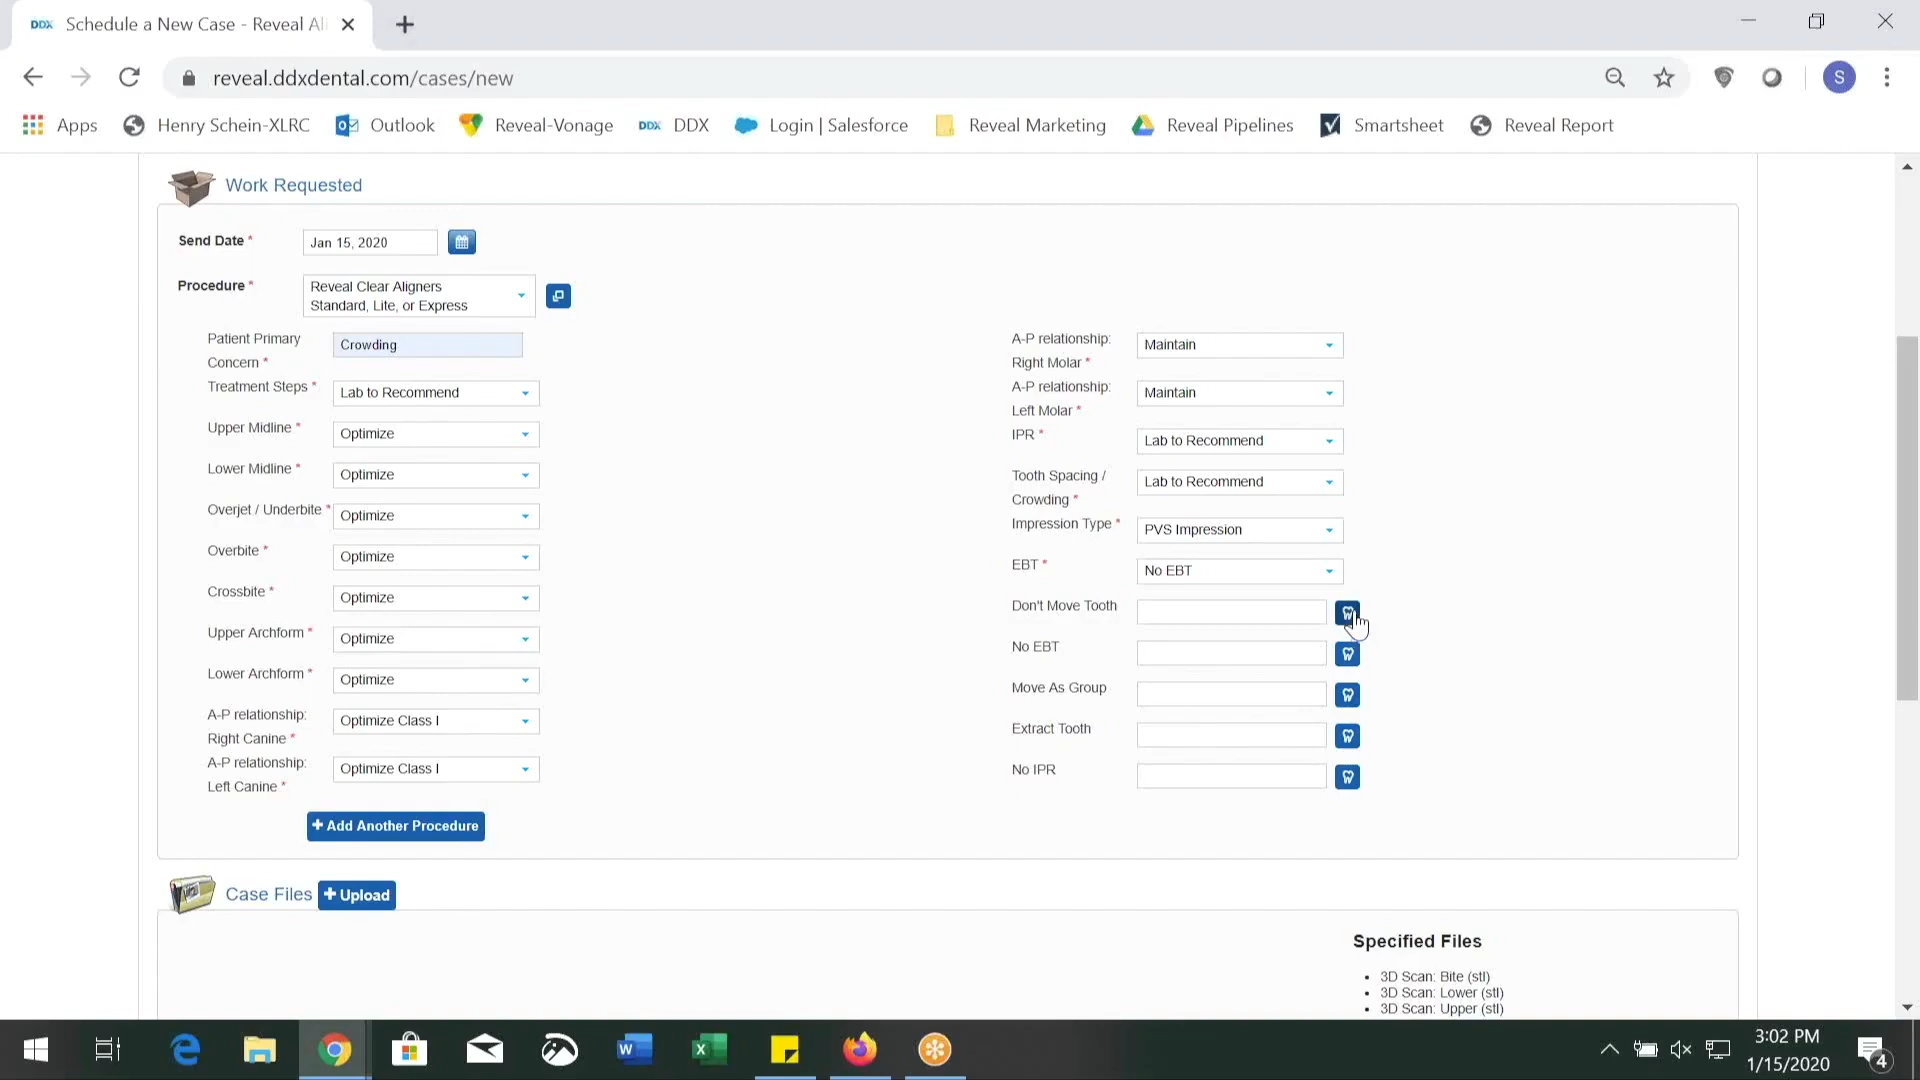 DDX Schedule a New Case - Reveal Al
reveal.ddxdental.com/cases/new
S
Apps
Henry Schein-XLRC
Outlook
Reveal-Vonage
DDX DDX
Login | Salesforce
Reveal Marketing
Reveal Pipelines
Smartsheet
Reveal Report
Work Requested
Send Date *
Jan 15, 2020
Procedure *
Reveal Clear Aligners
Standard, Lite, or Express
Patient Primary
Concern *
Crowding
Treatment Steps *
Lab to Recommend
Upper Midline *
Optimize
Lower Midline *
Optimize
Overjet / Underbite *
Optimize
Overbite *
Optimize
Crossbite *
Optimize
Upper Archform *
Optimize
Lower Archform *
Optimize
A-P relationship:
Right Canine *
Optimize Class I
A-P relationship:
Left Canine *
Optimize Class I
A-P relationship:
Right Molar *
Maintain
A-P relationship:
Left Molar *
Maintain
IPR *
Lab to Recommend
Tooth Spacing /
Crowding *
Lab to Recommend
Impression Type *
PVS Impression
EBT *
No EBT
Don't Move Tooth
No EBT
Move As Group
Extract Tooth
No IPR
+ Add Another Procedure
Case Files
+ Upload
Specified Files
• 3D Scan: Bite (stl)
• 3D Scan: Lower (stl)
• 3D Scan: Upper (stl)
3:02 PM
1/15/2020
4